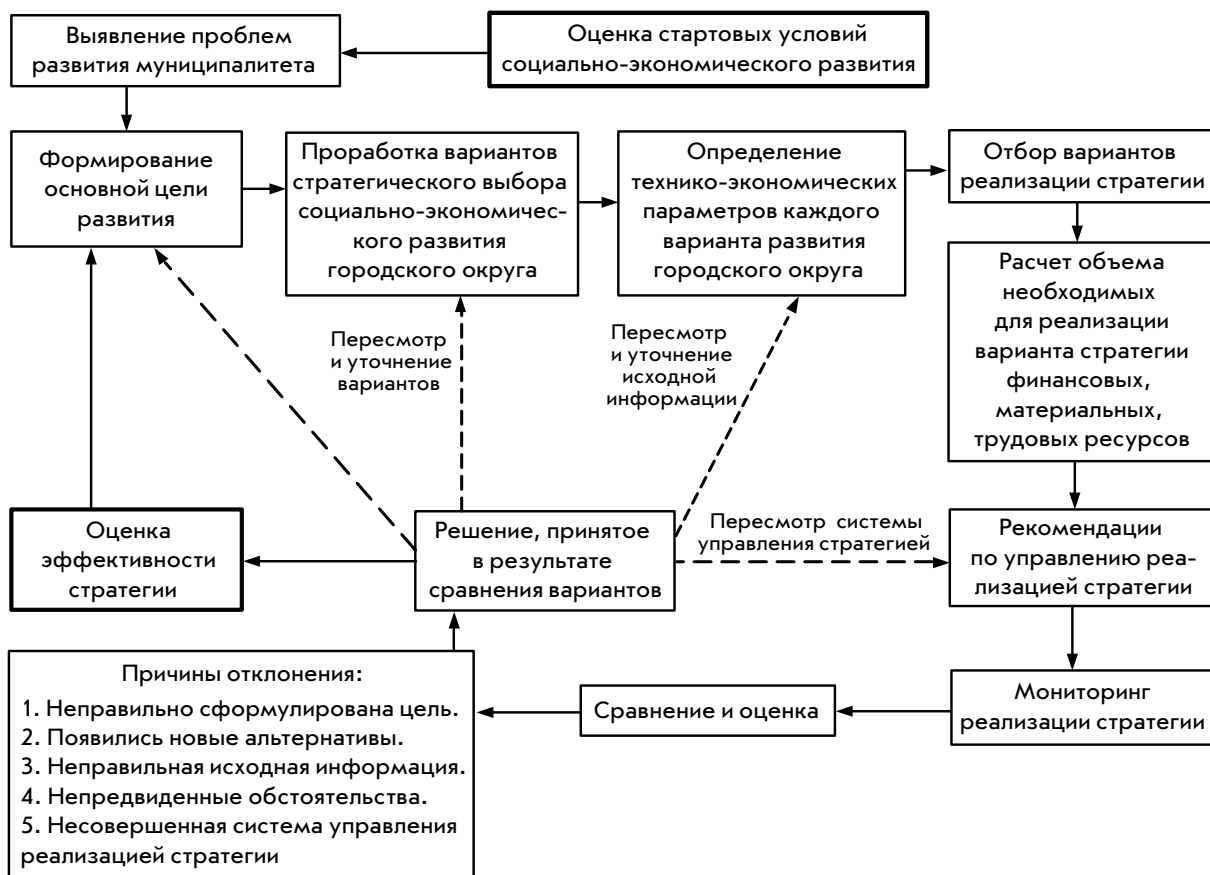 Выявление проблем
развития муниципалитета
Оценка стартовых условий
социально-экономического развития
Формирование
основной цели
развития
Проработка вариантов
стратегического выбора
социально-экономичес-
кого развития
городского округа
Определение
технико-экономических
параметров каждого
варианта развития
городского округа
Отбор вариантов
реализации стратегии
Расчет объема
необходимых
для реализации
варианта стратегии
финансовых,
материальных,
трудовых ресурсов
Пересмотр
и уточнение
вариантов
Пересмотр
и уточнение
исходной
информации
Оценка
эффективности
стратегии
Решение, принятое
в результате
сравнения вариантов
Пересмотр системы
управления стратегией
Рекомендации
по управлению реа-
лизацией стратегии
Причины отклонения:
1. Неправильно сформулирована цель.
2. Появились новые альтернативы.
3. Неправильная исходная информация.
4. Непредвиденные обстоятельства.
5. Несовершенная система управления
реализацией стратегии
Сравнение и оценка
Мониторинг
реализации стратегии